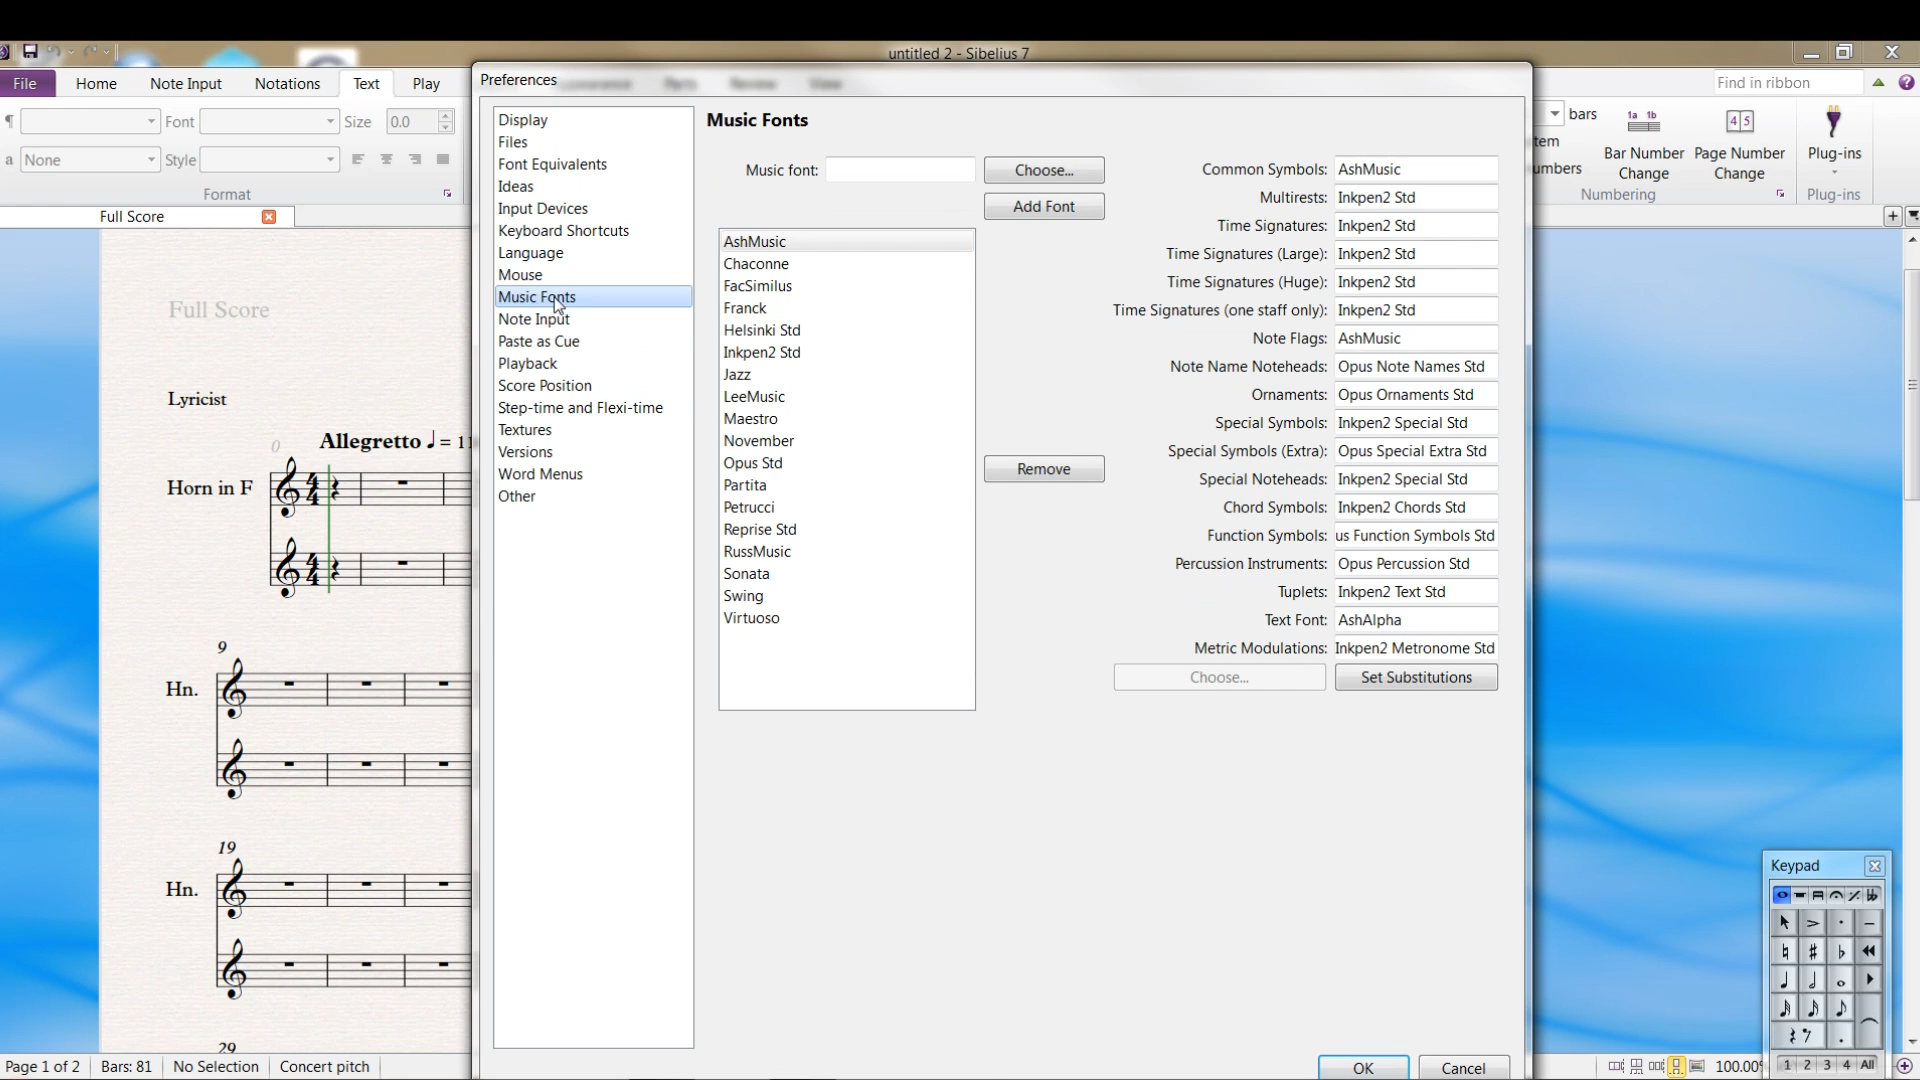 untitled 2 - Sibelius 7
File Home Note Input Notations Text Play
Find in ribbon
Preferences
Font Size 0.0
a None Style
Format
bars
Bar Number Change
Page Number Change
Plug-ins
Numbering
Plug-ins
Full Score
Display
Files
Font Equivalents
Ideas
Input Devices
Keyboard Shortcuts
Language
Mouse
Music Fonts
Note Input
Paste as Cue
Playback
Score Position
Step-time and Flexi-time
Textures
Versions
Word Menus
Other
Music Fonts
Music font:
Choose...
Add Font
AshMusic
Chaconne
FacSimilus
Franck
Helsinki Std
Inkpen2 Std
Jazz
LeeMusic
Maestro
November
Opus Std
Partita
Petrucci
Reprise Std
RussMusic
Sonata
Swing
Virtuoso
Remove
Common Symbols: AshMusic
Multirests: Inkpen2 Std
Time Signatures: Inkpen2 Std
Time Signatures (Large): Inkpen2 Std
Time Signatures (Huge): Inkpen2 Std
Time Signatures (one staff only): Inkpen2 Std
Note Flags: AshMusic
Note Name Noteheads: Opus Note Names Std
Ornaments: Opus Ornaments Std
Special Symbols: Inkpen2 Special Std
Special Symbols (Extra): Opus Special Extra Std
Special Noteheads: Inkpen2 Special Std
Chord Symbols: Inkpen2 Chords Std
Function Symbols: us Function Symbols Std
Percussion Instruments: Opus Percussion Std
Tuplets: Inkpen2 Text Std
Text Font: AshAlpha
Metric Modulations: Inkpen2 Metronome Std
Choose... Set Substitutions
OK Cancel
Full Score
Lyricist
0
Allegretto ♩ = 11
Horn in F
9
Hn.
19
Hn.
29
Keypad
1 2 3 4 All
Page 1 of 2 Bars: 81 No Selection Concert pitch
100.00%